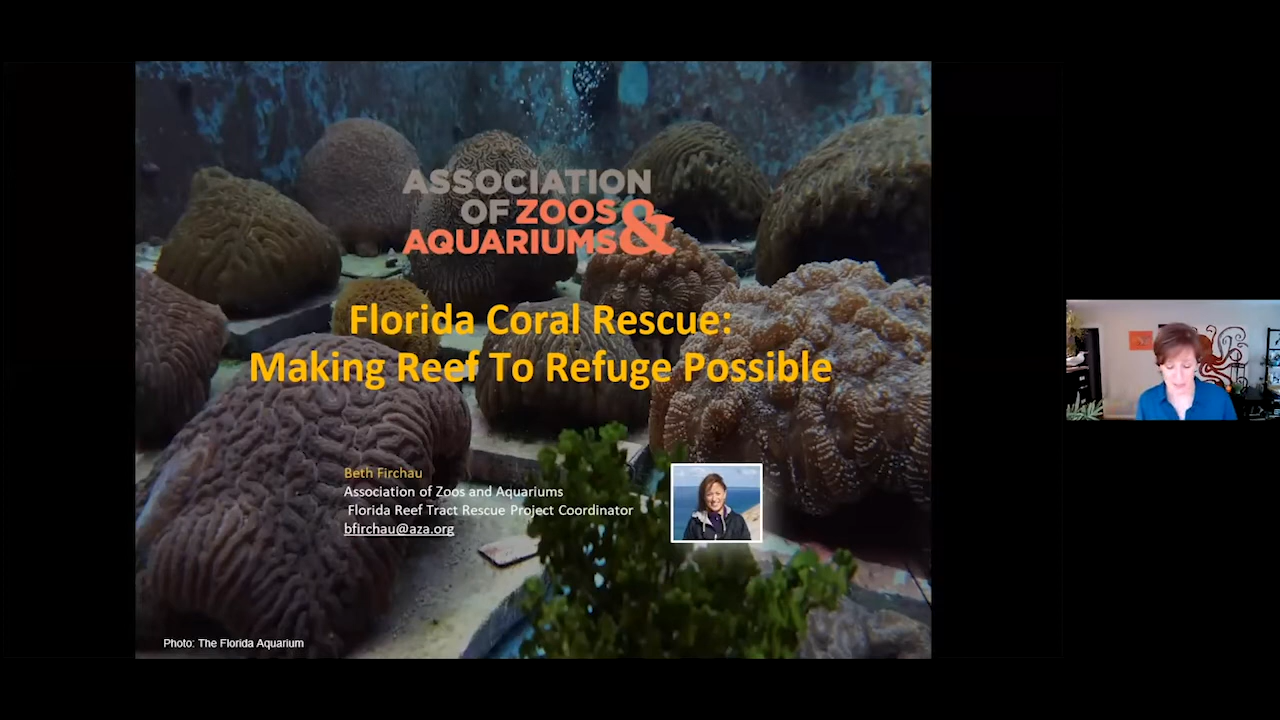 ASSOCIATION
OF ZOOS &
AQUARIUMS
Florida Coral Rescue:
Making Reef To Refuge Possible
Beth Firchau
Association of Zoos and Aquariums
Florida Reef Tract Rescue Project Coordinator
bfirchau@aza.org
Photo: The Florida Aquarium